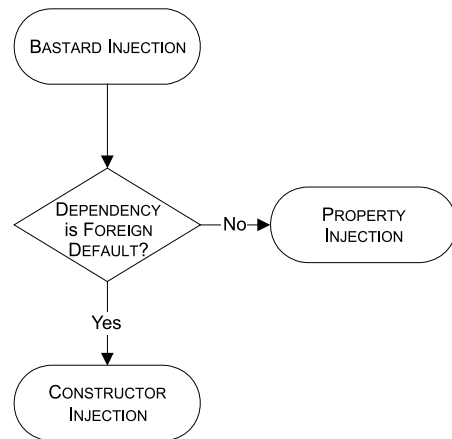 BASTARD INJECTION
DEPENDENCY
is FOREIGN
DEFAULT?
No
PROPERTY
INJECTION
Yes
CONSTRUCTOR
INJECTION